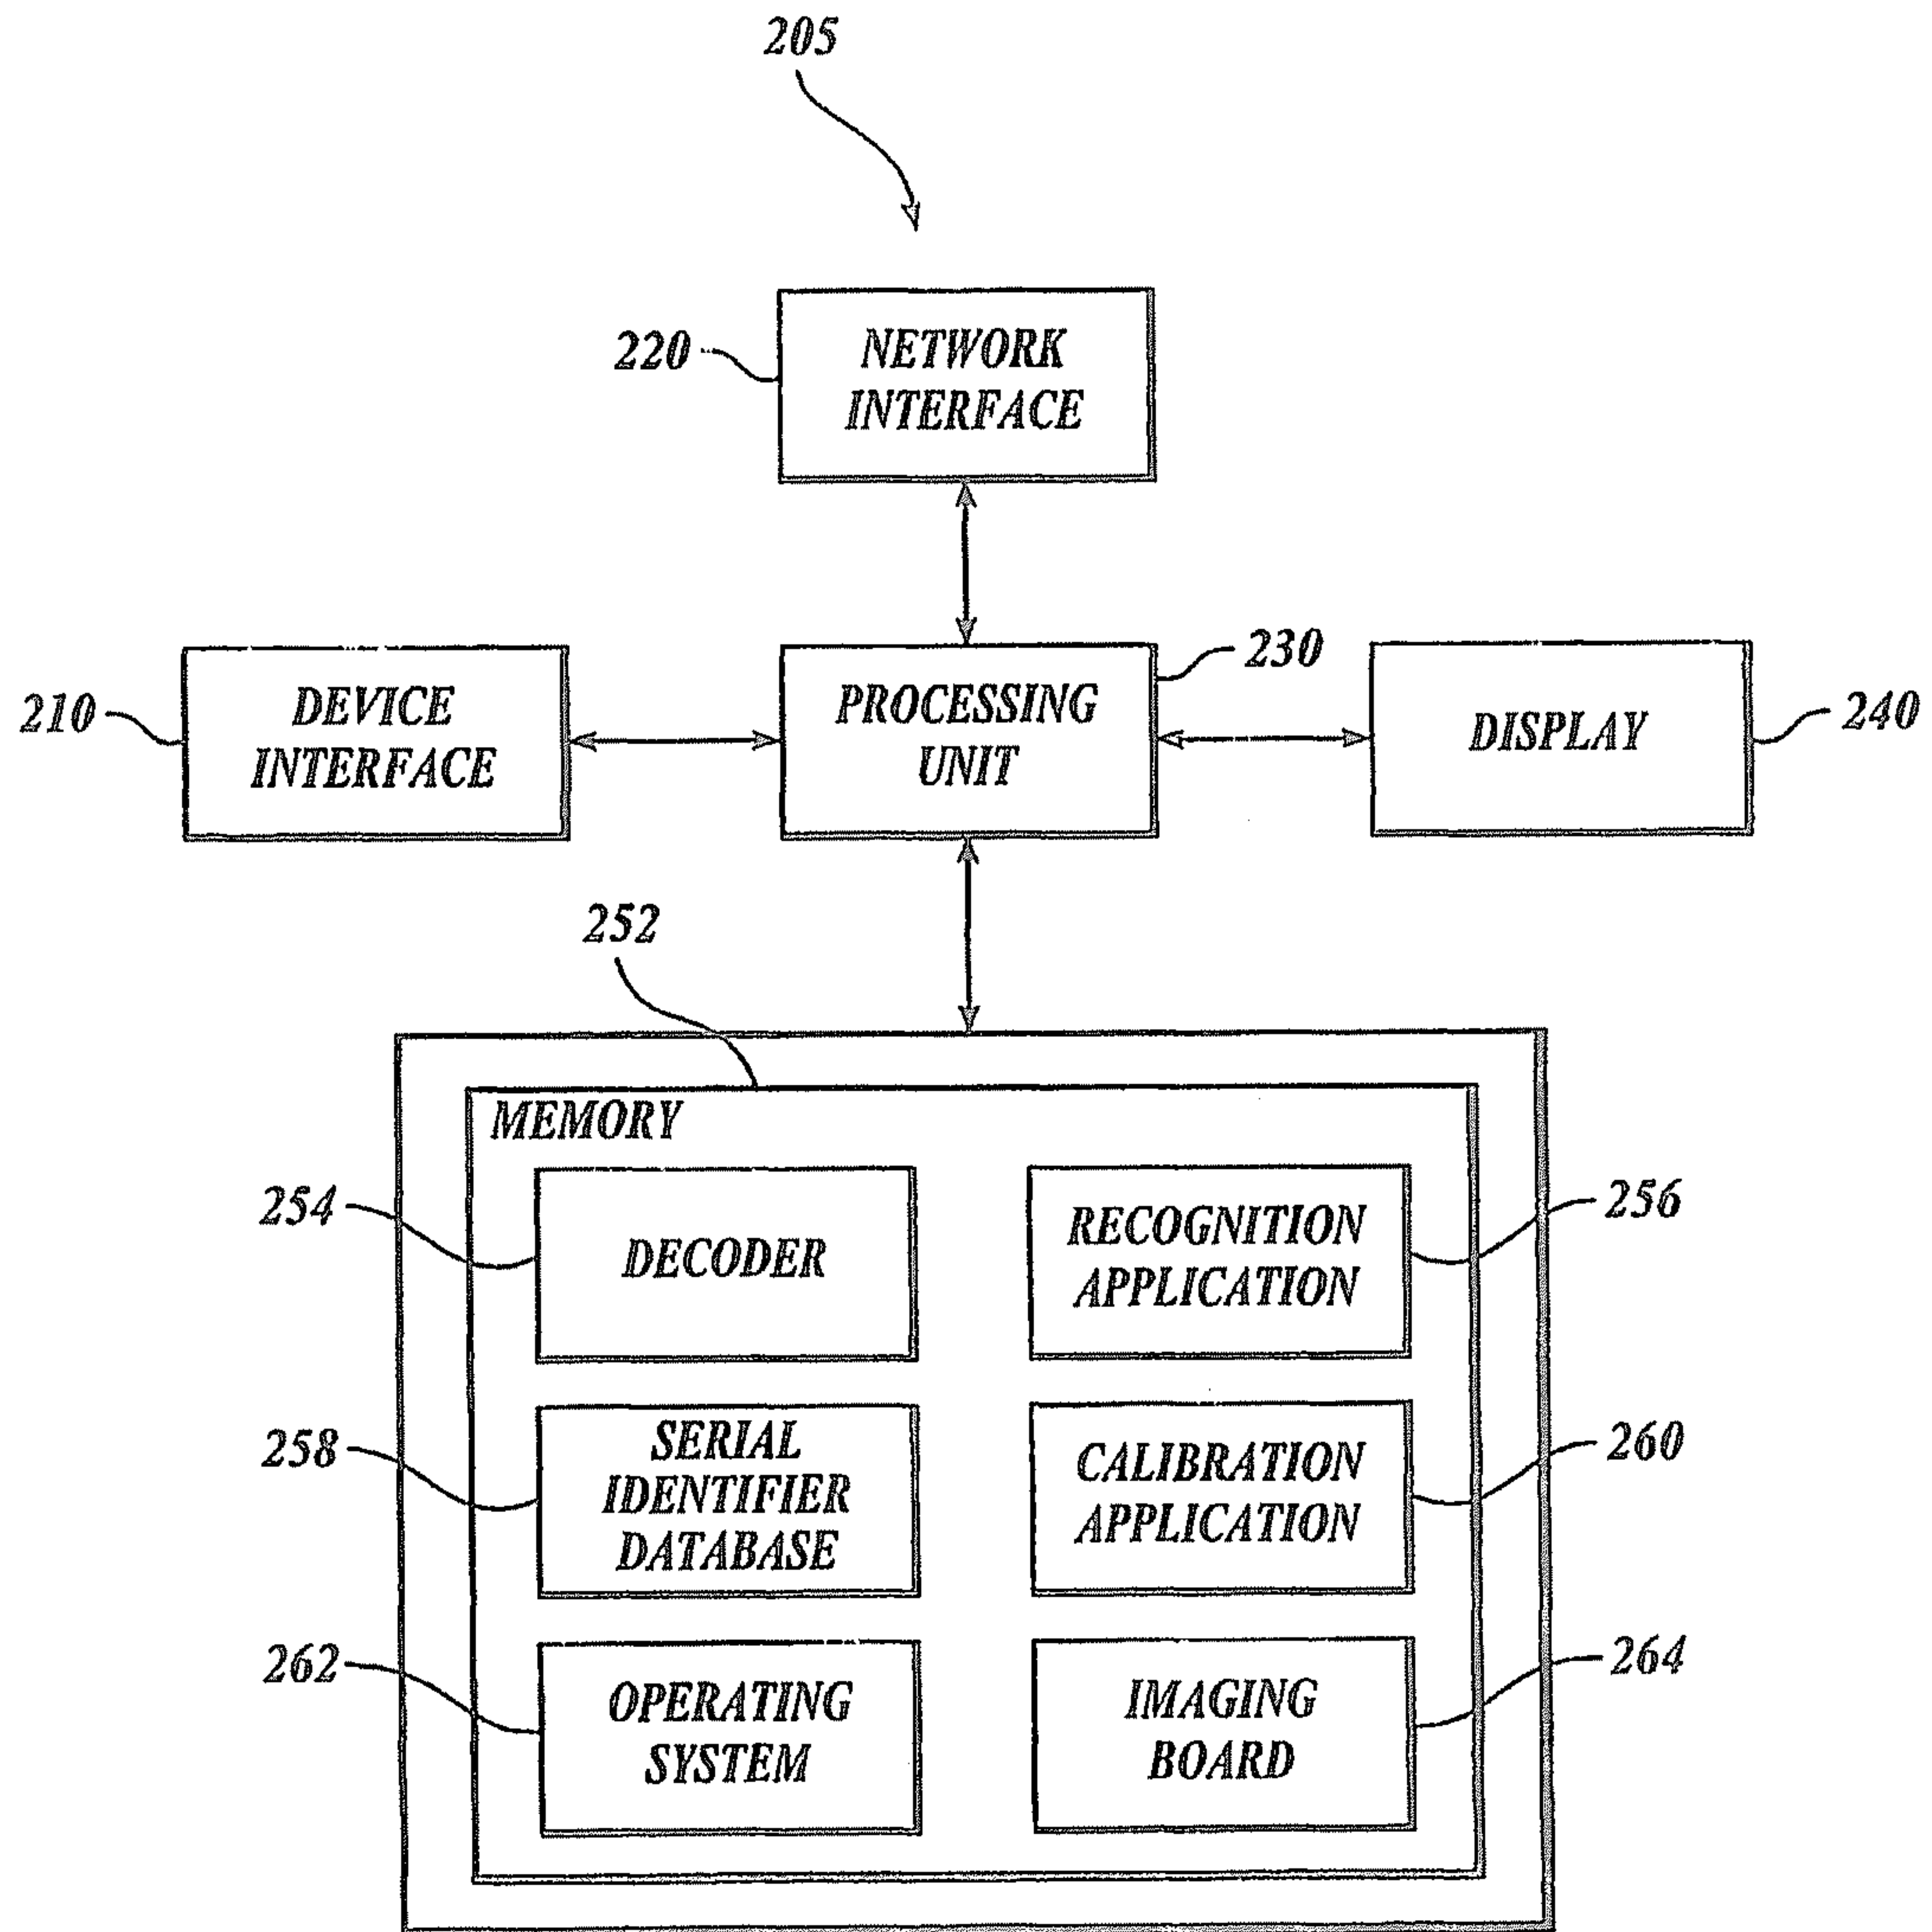 205
220
NETWORK
INTERFACE
210
DEVICE
INTERFACE
PROCESSING
UNIT
230
DISPLAY
240
252
MEMORY
254
DECODER
RECOGNITION
APPLICATION
256
258
SERIAL
IDENTIFIER
DATABASE
CALIBRATION
APPLICATION
260
262
OPERATING
SYSTEM
IMAGING
BOARD
264